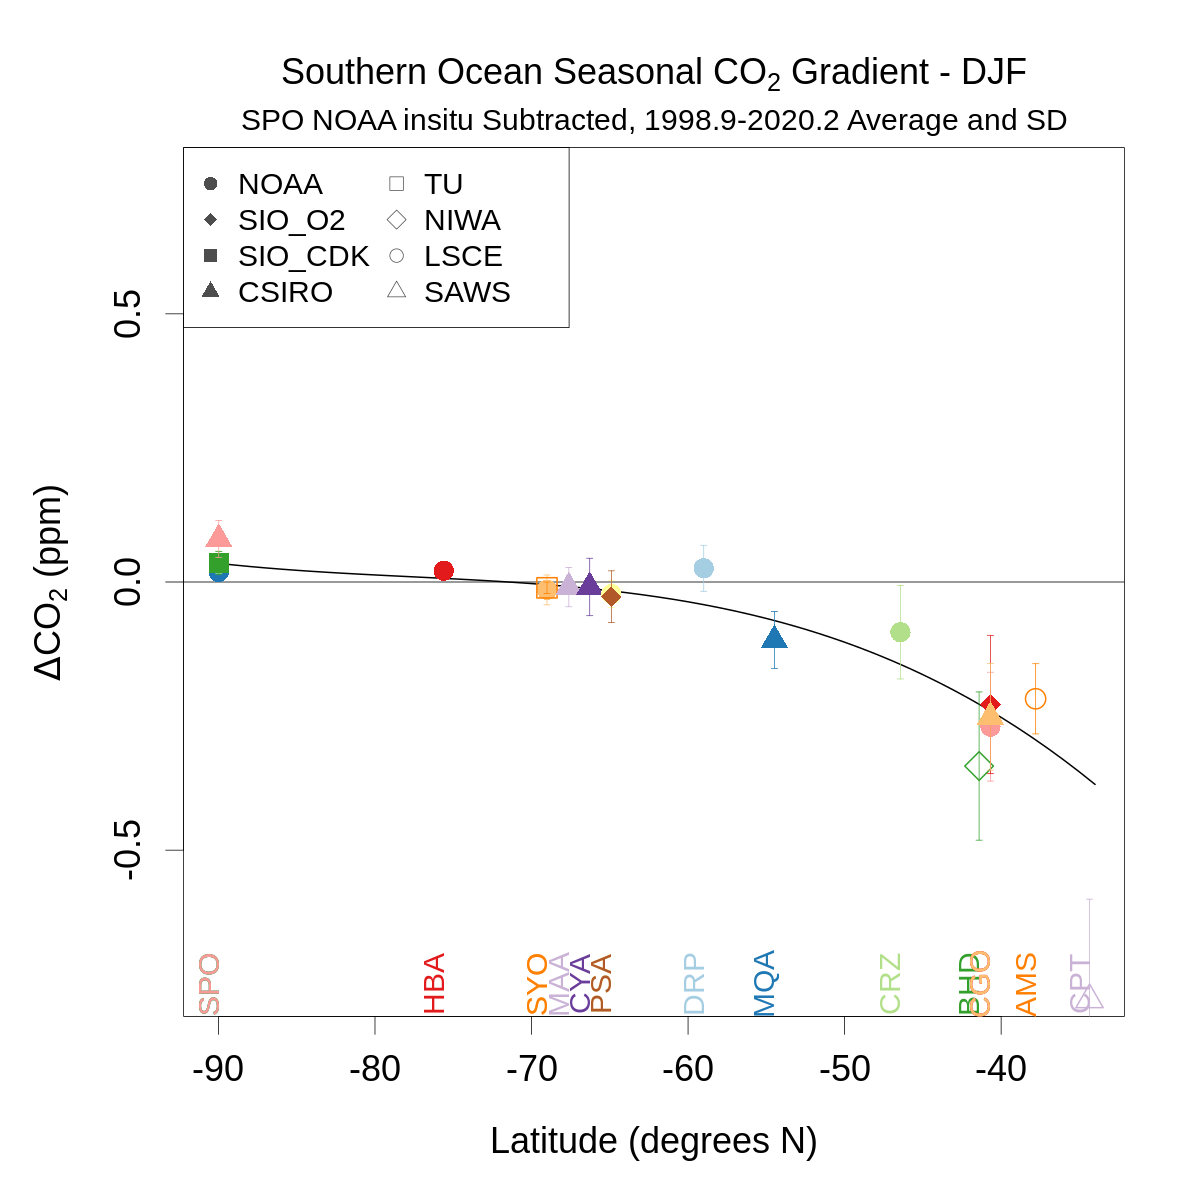 Southern Ocean Seasonal CO₂ Gradient - DJF
SPO NOAA insitu Subtracted, 1998.9-2020.2 Average and SD
NOAA TU
SIO_O2 NIWA
SIO_CDK LSCE
CSIRO SAWS
0.5
0.0
-0.5
ΔCO₂ (ppm)
SPO HBA SYO MAA CYA PSA DRP MQA CRZ BHD CGO AMS CPT
-90 -80 -70 -60 -50 -40
Latitude (degrees N)